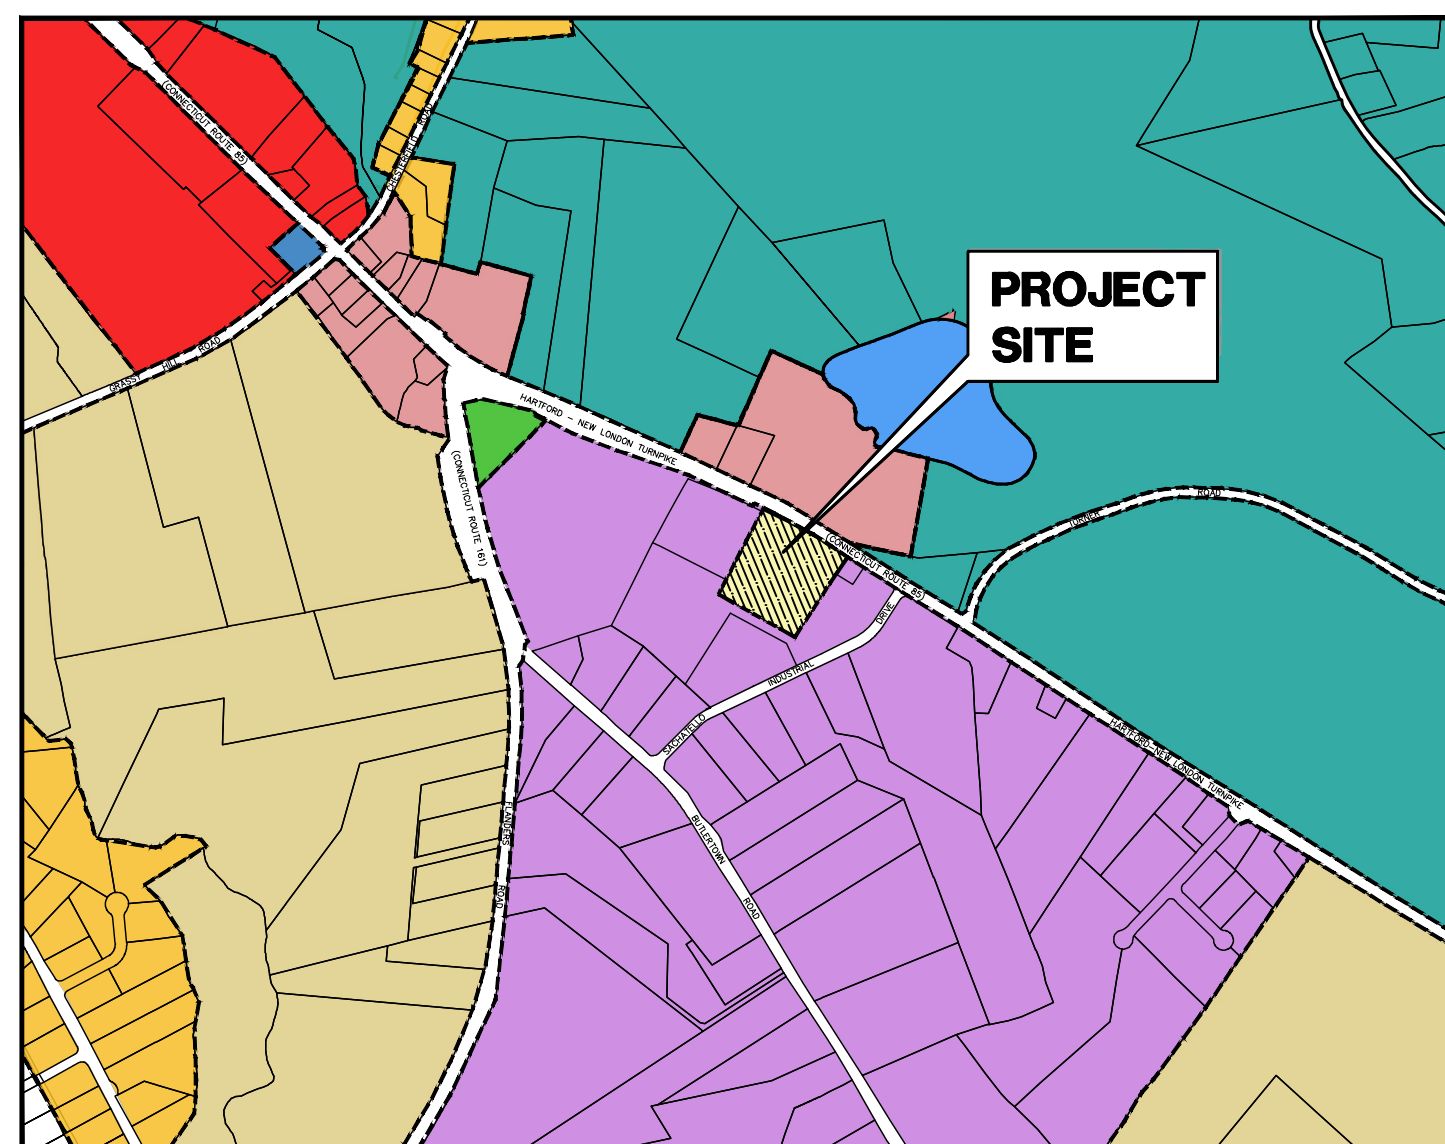 (CONNECTICUT ROUTE 85)
CHESTERFIELD ROAD
PROJECT
SITE
GRASSY HILL ROAD
HARTFORD - NEW LONDON TURNPIKE
(CONNECTICUT ROUTE 161)
TURNER ROAD
(CONNECTICUT ROUTE 85)
SACHATELLO INDUSTRIAL DRIVE
HARTFORD-NEW LONDON TURNPIKE
FLANDERS ROAD
BUTLERTOWN ROAD